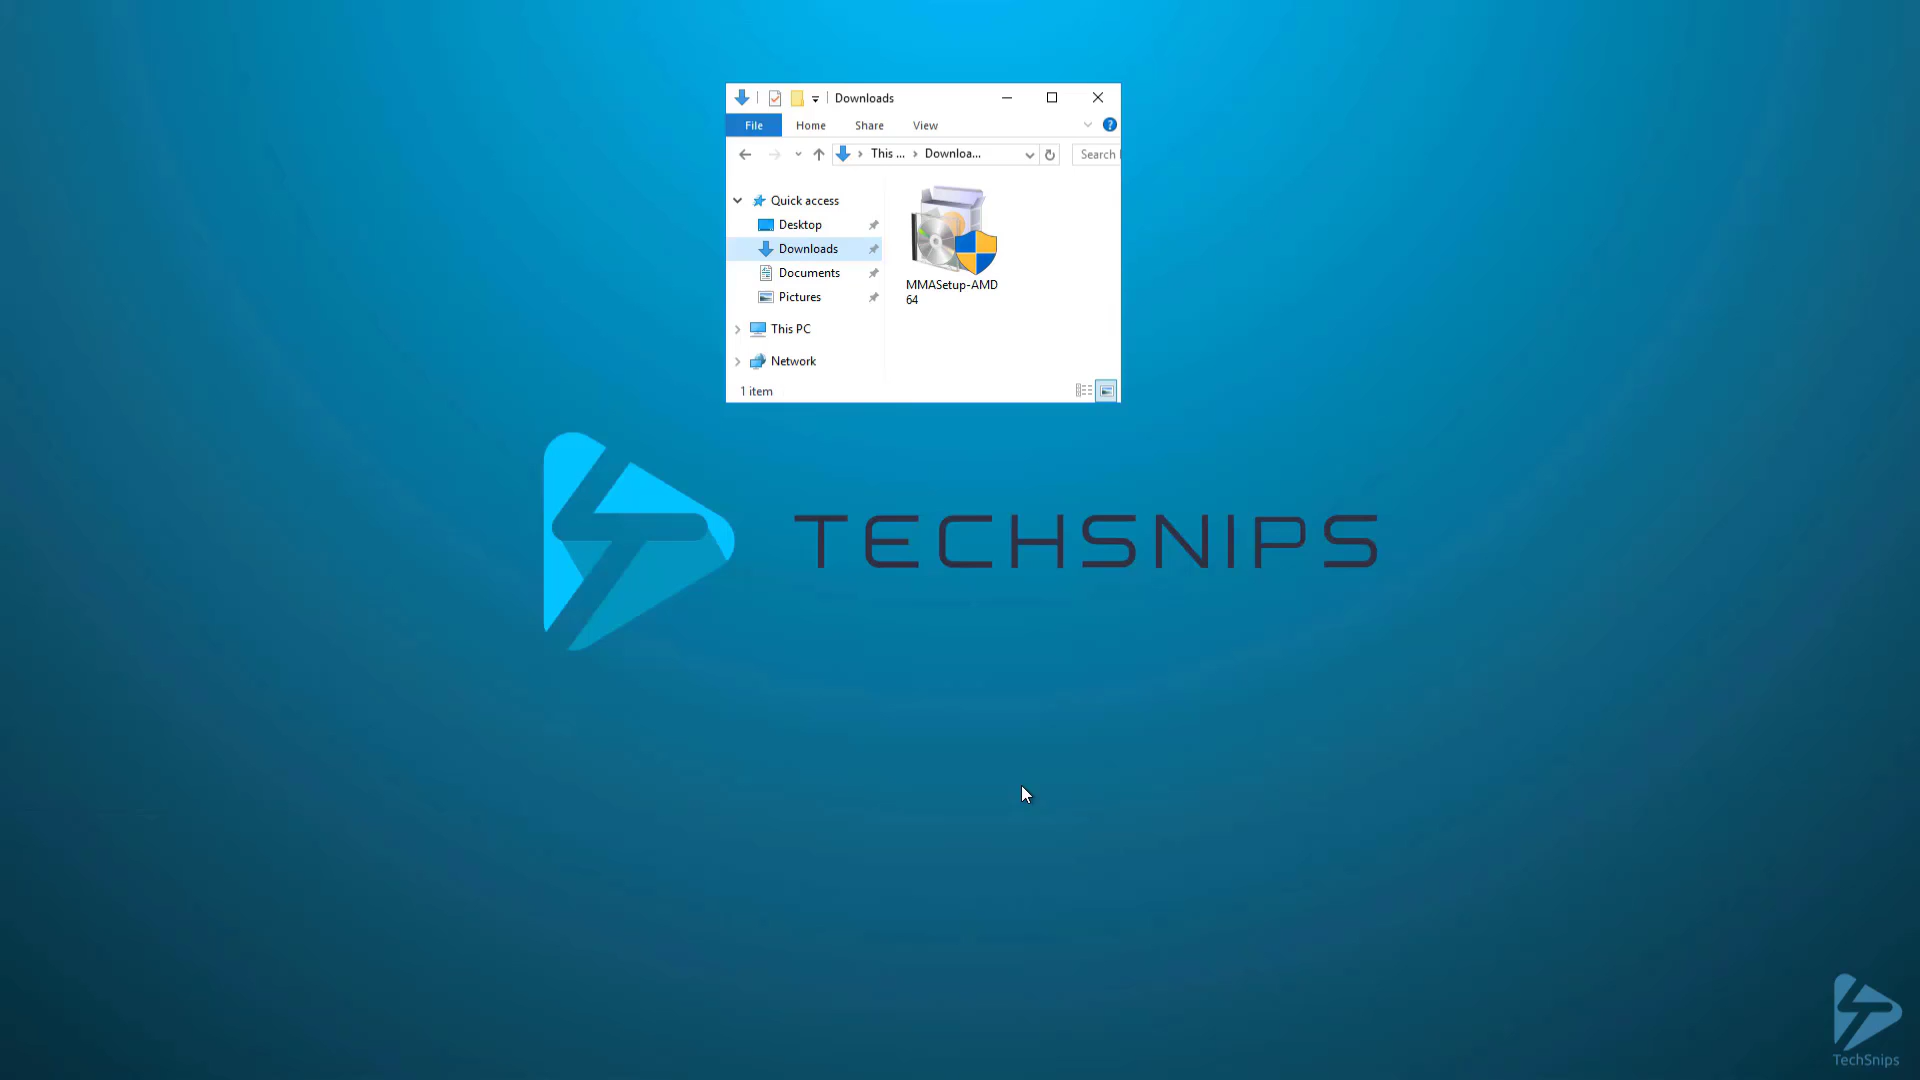 Downloads
File Home Share View
This ... Downloa... Search
Quick access
Desktop
Downloads
Documents
Pictures
This PC
Network
MMASetup-AMD
64
1 item
TECHSNIPS
TechSnips